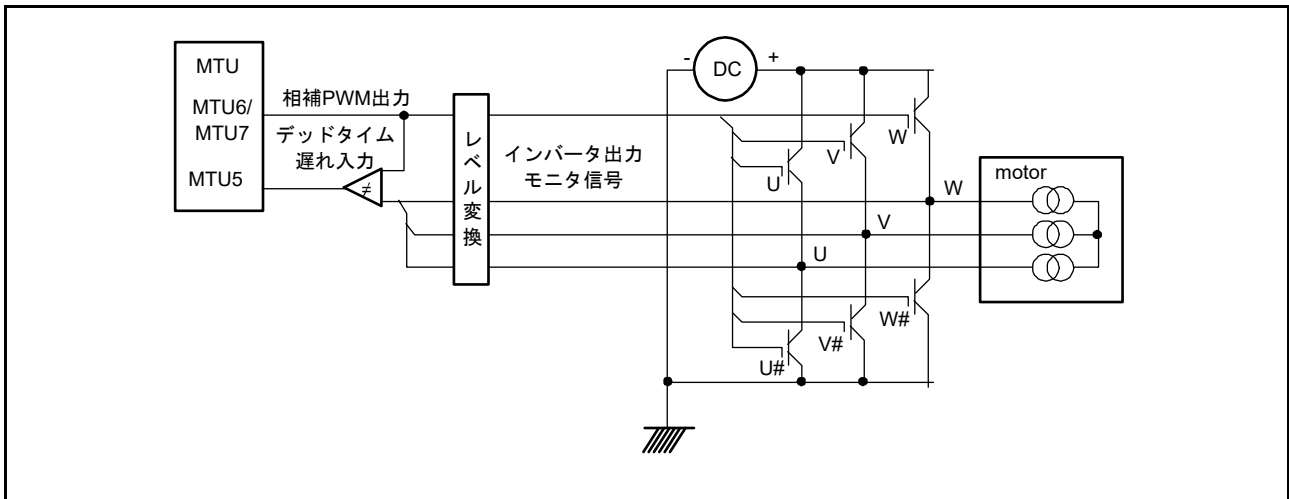 MTU
MTU6/
MTU7
MTU5
相補PWM出力
デッドタイム
遅れ入力
≠
レベル変換
インバータ出力
モニタ信号
- DC +
W
V
U
W
V
U
W#
V#
U#
motor